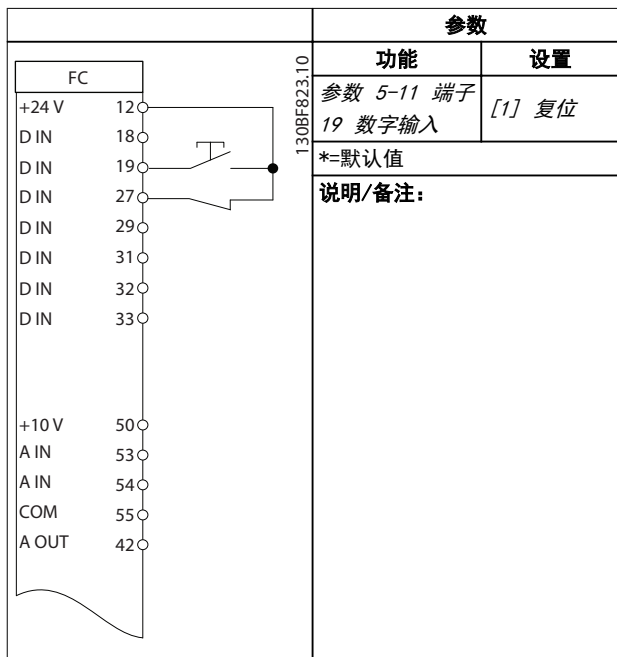 参数
功能 设置
参数 5-11 端子 19 数字输入
[1] 复位
*=默认值
说明/备注:
FC
+24 V 12
D IN 18
D IN 19
D IN 27
D IN 29
D IN 31
D IN 32
D IN 33
+10 V 50
A IN 53
A IN 54
COM 55
A OUT 42
130BF823.10